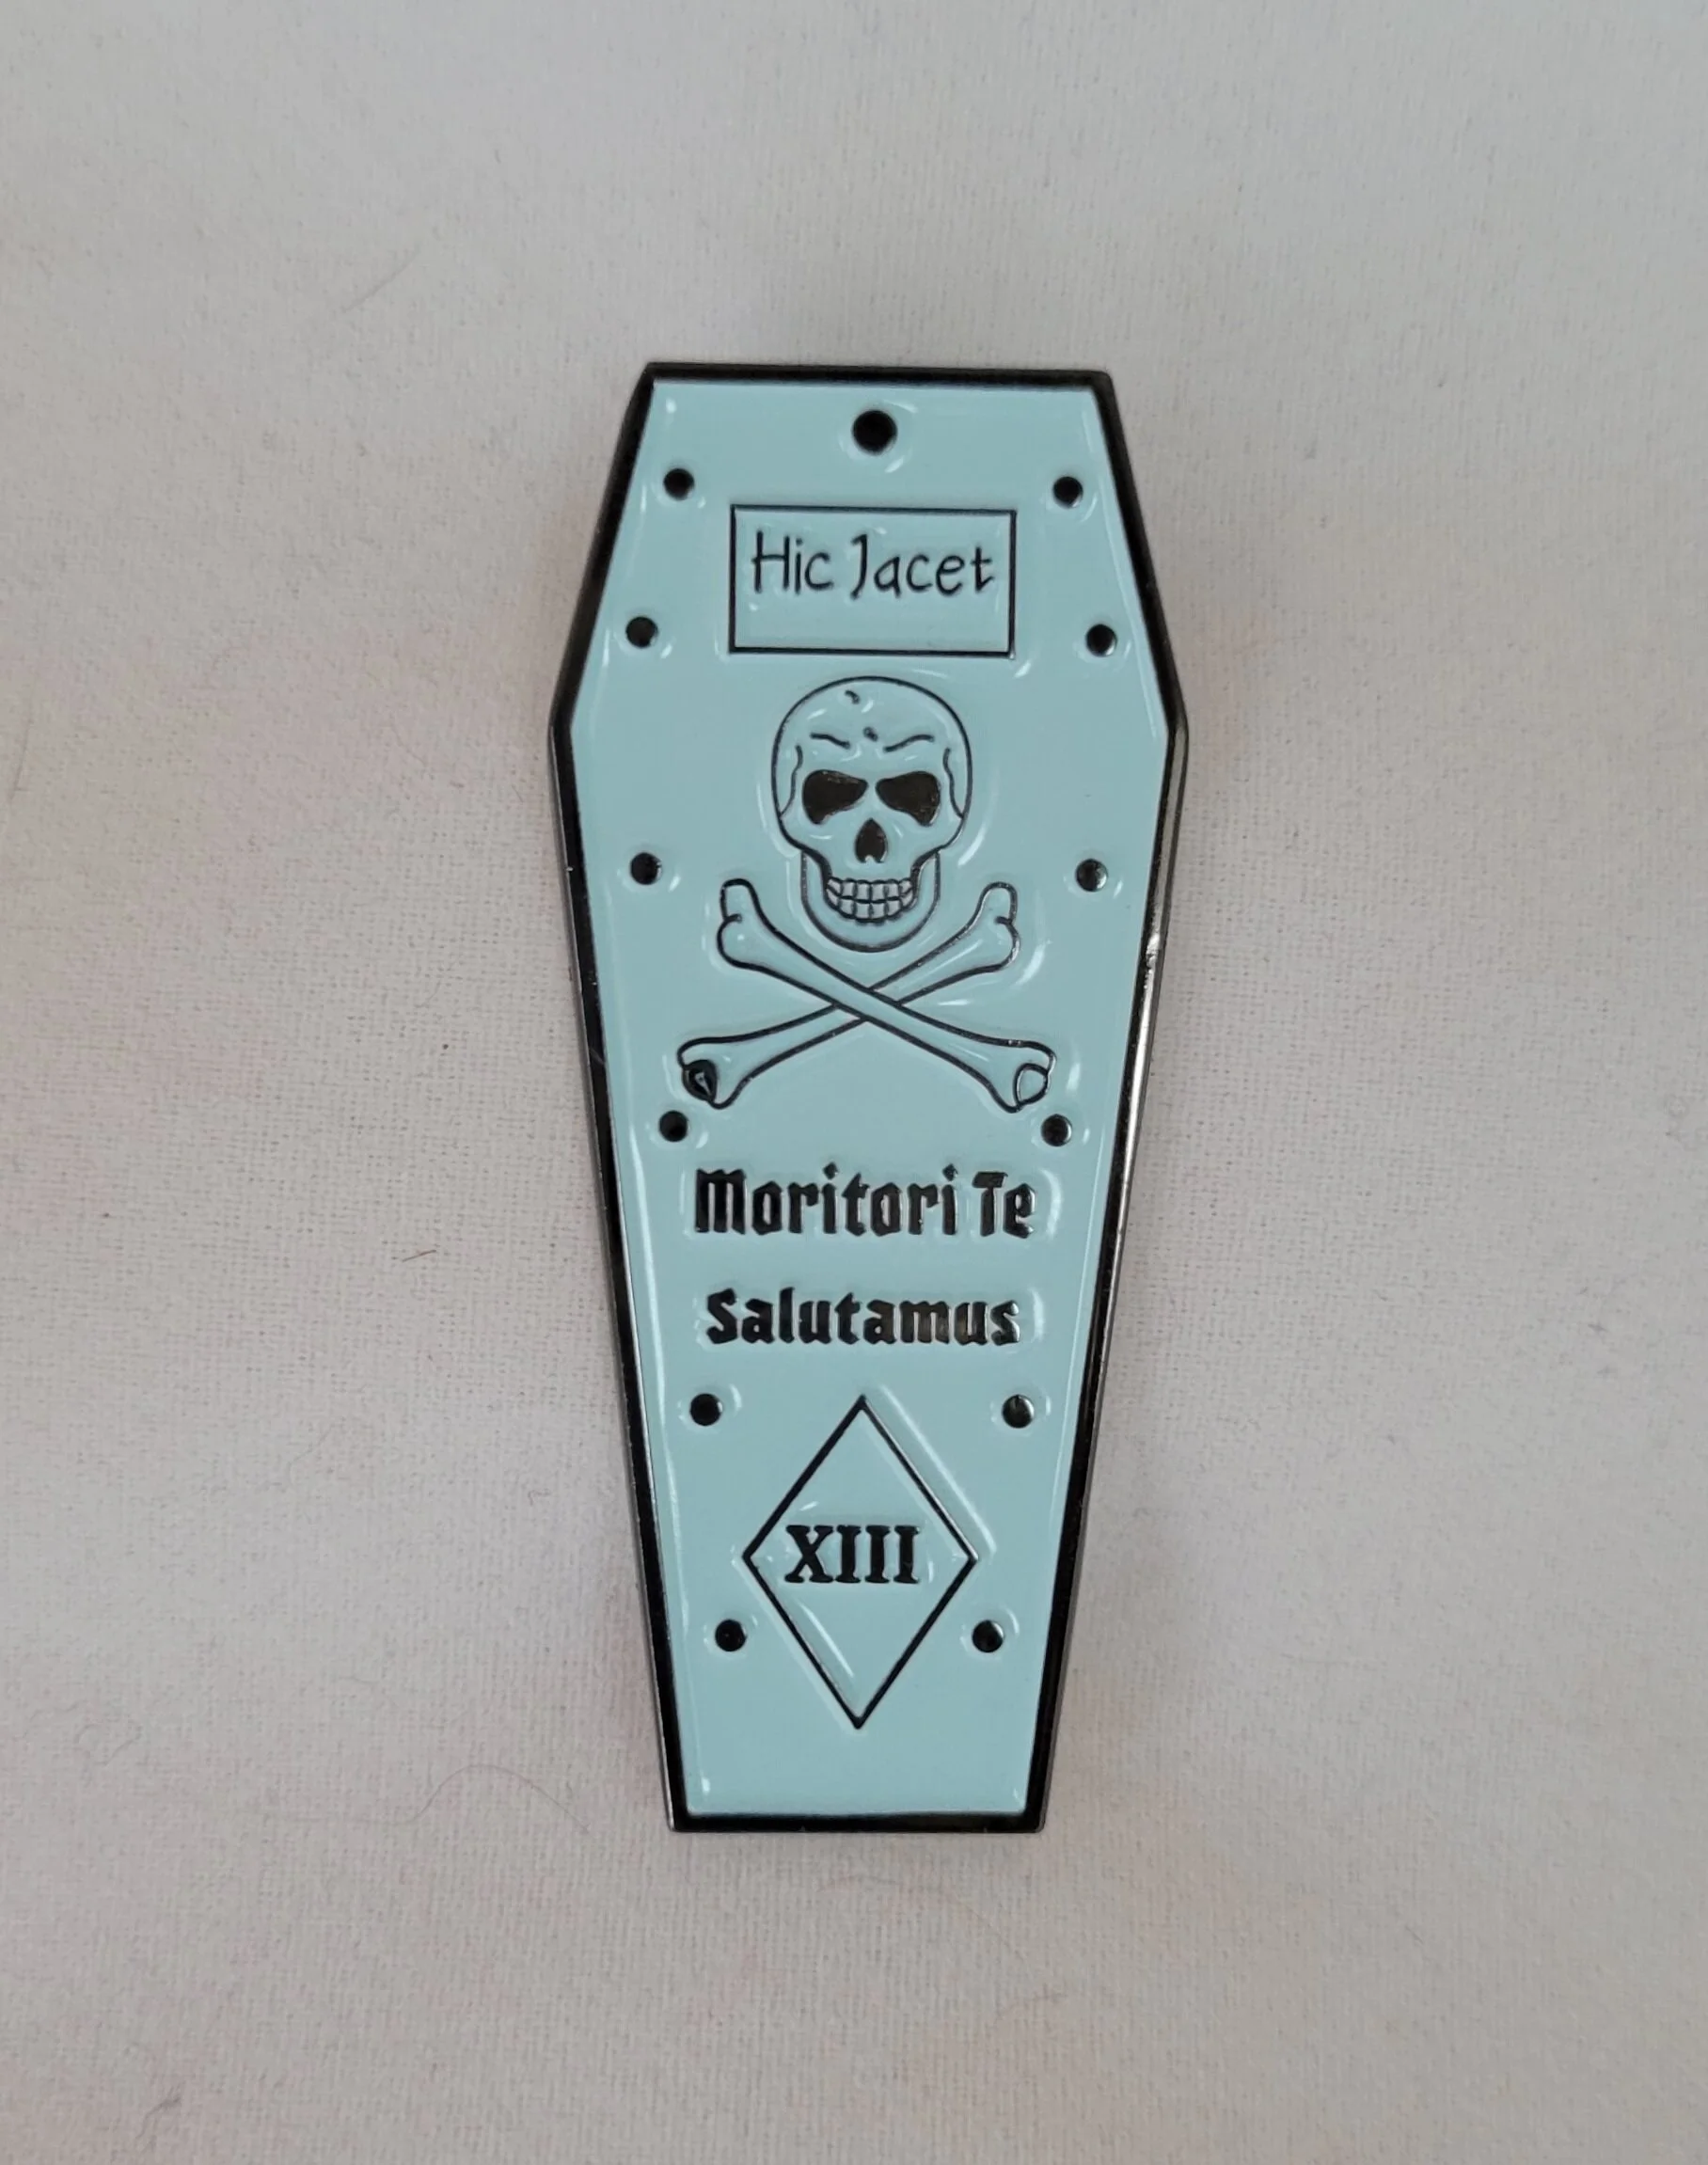 Hic Jacet
Moritori Te
Salutamus
XIII